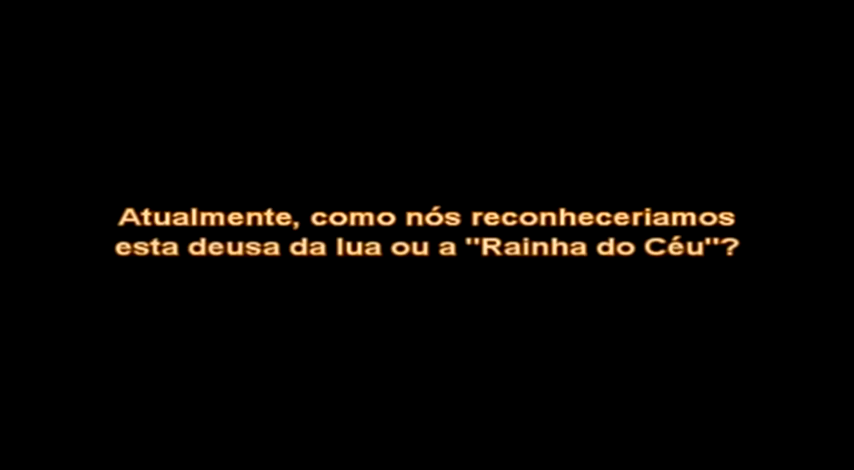 Atualmente, como nós reconheceriamos
esta deusa da lua ou a "Rainha do Céu"?